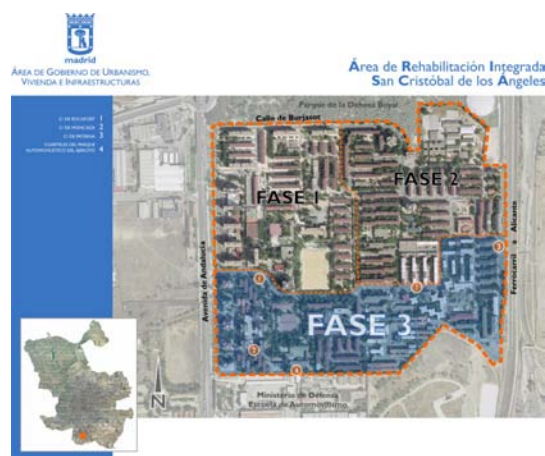 madrid
ÁREA DE GOBIERNO DE URBANISMO,
VIVIENDA E INFRAESTRUCTURAS
Área de Rehabilitación Integrada
San Cristóbal de los Ángeles
1
2
3
4
Parque de la Dehesa Boyal
Calle de Burjasot
FASE 1
FASE 2
Avenida de Andalucía
Ferrocarril a Alicante
FASE 3
N
Ministerio de Defensa
Escuela de Automovilismo